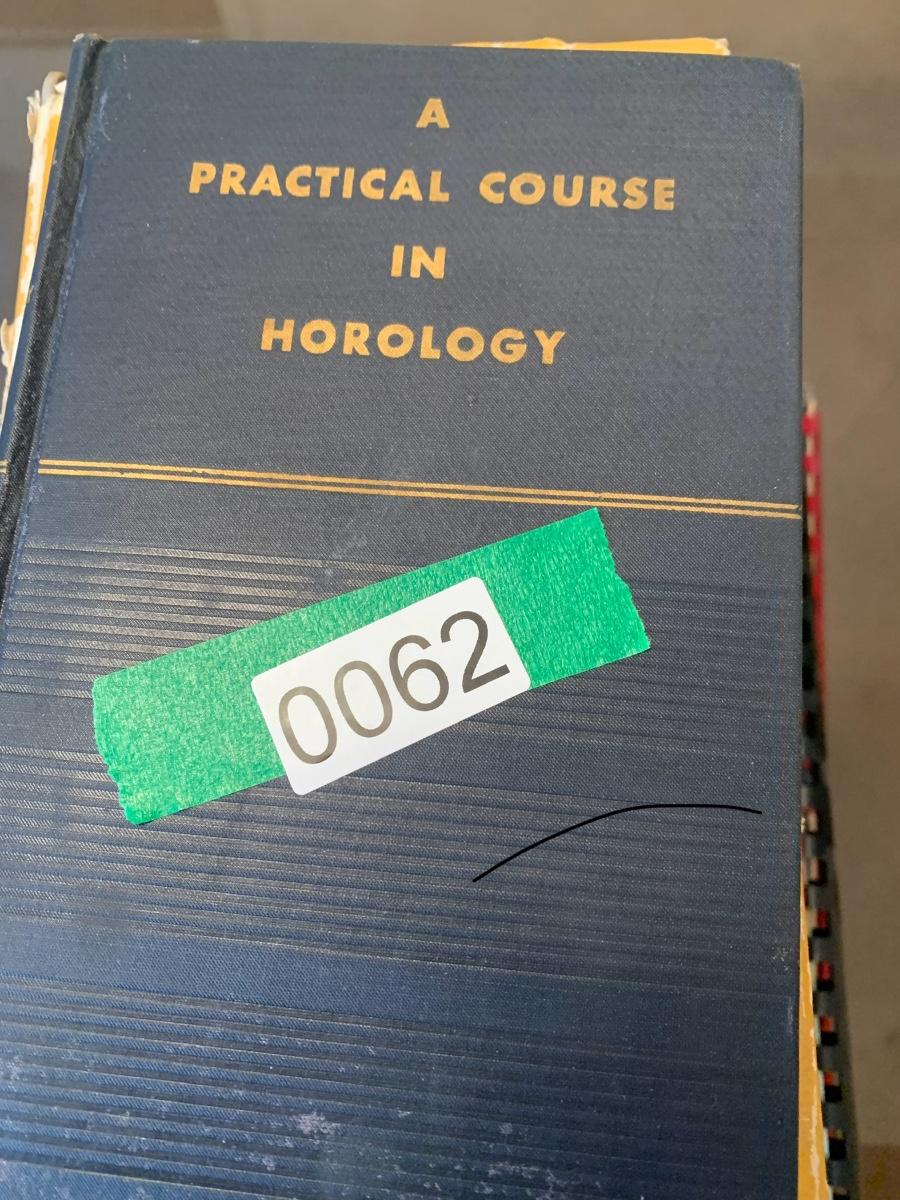 A
PRACTICAL COURSE
IN
HOROLOGY
0062